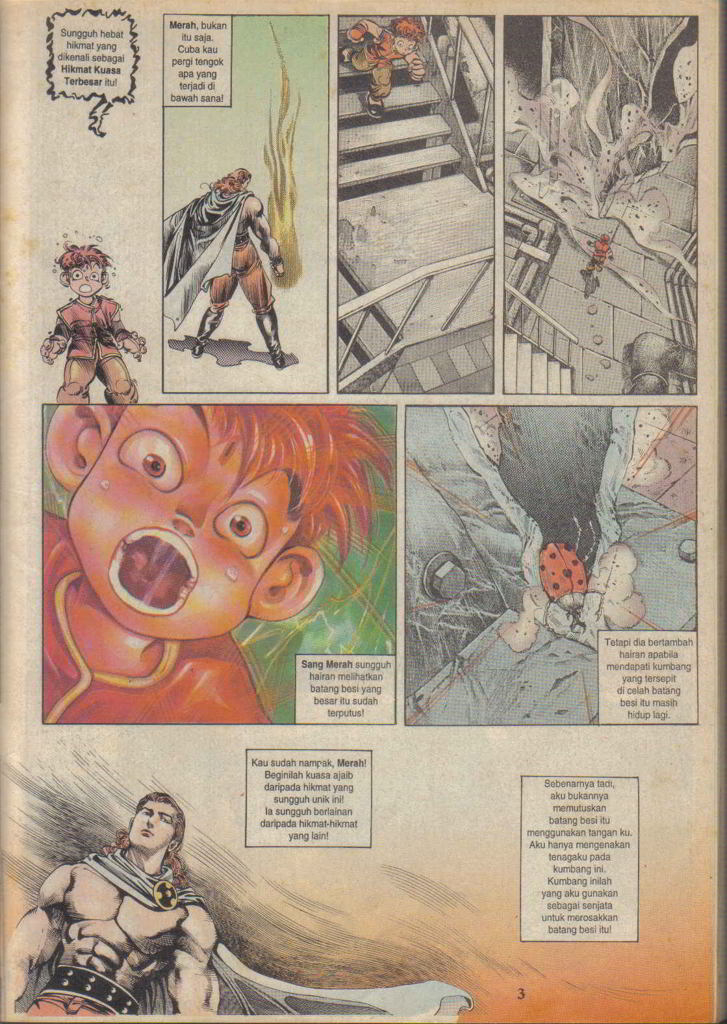 Sungguh hebat
hikmat yang
dikenali sebagai
Hikmat Kuasa
Terbesar itu!
Merah, bukan
itu saja.
Cuba kau
pergi tengok
apa yang
terjadi di
bawah sana!
Sang Merah sungguh
hairan melihatkan
batang besi yang
besar itu sudah
terputus!
Tetapi dia bertambah
hairan apabila
mendapati kumbang
yang tersepit
di celah batang
besi itu masih
hidup lagi.
Kau sudah nampak, Merah!
Beginilah kuasa ajaib
daripada hikmat yang
sungguh unik ini!
Ia sungguh berlainan
daripada hikmat-hikmat
yang lain!
Sebenarnya tadi,
aku bukannya
memutuskan
batang besi itu
menggunakan tangan ku.
Aku hanya mengenakan
tenagaku pada
kumbang ini.
Kumbang inilah
yang aku gunakan
sebagai senjata
untuk merosakkan
batang besi itu!
3